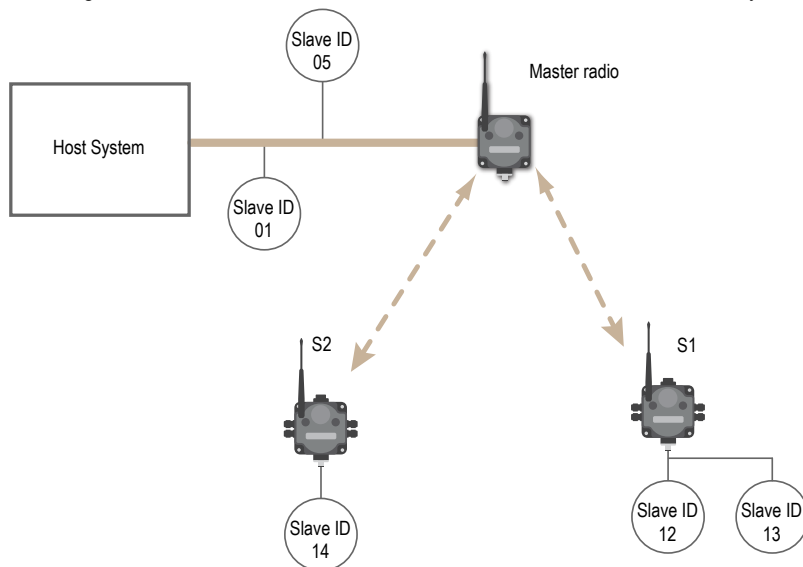 Slave ID
05
Master radio
Host System
Slave ID
01
S2
S1
Slave ID
14
Slave ID
12
Slave ID
13